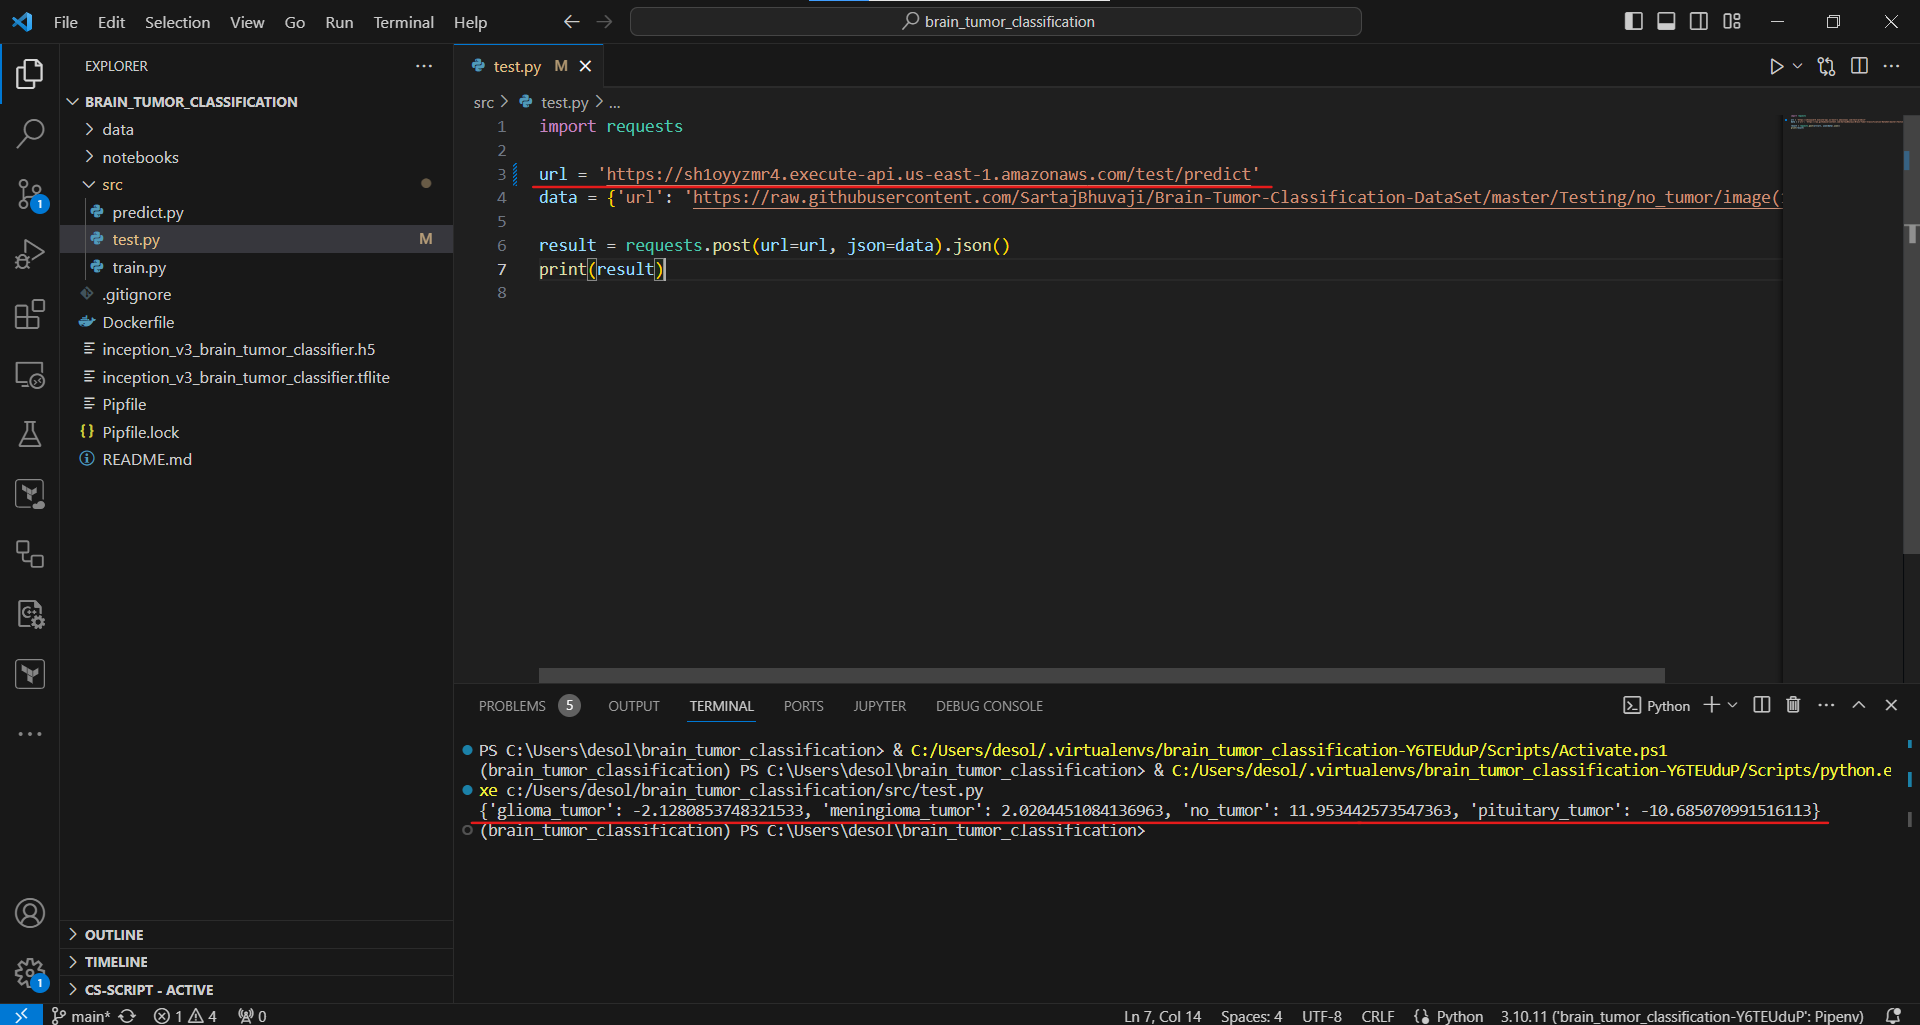 File Edit Selection View Go Run Terminal Help
brain_tumor_classification
EXPLORER
BRAIN_TUMOR_CLASSIFICATION
data
notebooks
src
predict.py
test.py M
train.py
.gitignore
Dockerfile
inception_v3_brain_tumor_classifier.h5
inception_v3_brain_tumor_classifier.tflite
Pipfile
Pipfile.lock
README.md
OUTLINE
TIMELINE
CS-SCRIPT - ACTIVE
1
1
test.py M
src > test.py > ...
1 import requests
2
3 url = 'https://sh1oyyzmr4.execute-api.us-east-1.amazonaws.com/test/predict'
4 data = {'url': 'https://raw.githubusercontent.com/SartajBhuvaji/Brain-Tumor-Classification-DataSet/master/Testing/no_tumor/image(
5
6 result = requests.post(url=url, json=data).json()
7 print(result)
8
PROBLEMS 5 OUTPUT TERMINAL PORTS JUPYTER DEBUG CONSOLE
Python
PS C:\Users\desol\brain_tumor_classification> & C:/Users/desol/.virtualenvs/brain_tumor_classification-Y6TEUduP/Scripts/Activate.ps1
(brain_tumor_classification) PS C:\Users\desol\brain_tumor_classification> & C:/Users/desol/.virtualenvs/brain_tumor_classification-Y6TEUduP/Scripts/python.e
xe c:/Users/desol/brain_tumor_classification/src/test.py
{'glioma_tumor': -2.1280853748321533, 'meningioma_tumor': 2.0204451084136963, 'no_tumor': 11.953442573547363, 'pituitary_tumor': -10.685070991516113}
(brain_tumor_classification) PS C:\Users\desol\brain_tumor_classification>
main* 1 4 0
Ln 7, Col 14 Spaces: 4 UTF-8 CRLF Python 3.10.11 ('brain_tumor_classification-Y6TEUduP': Pipenv)